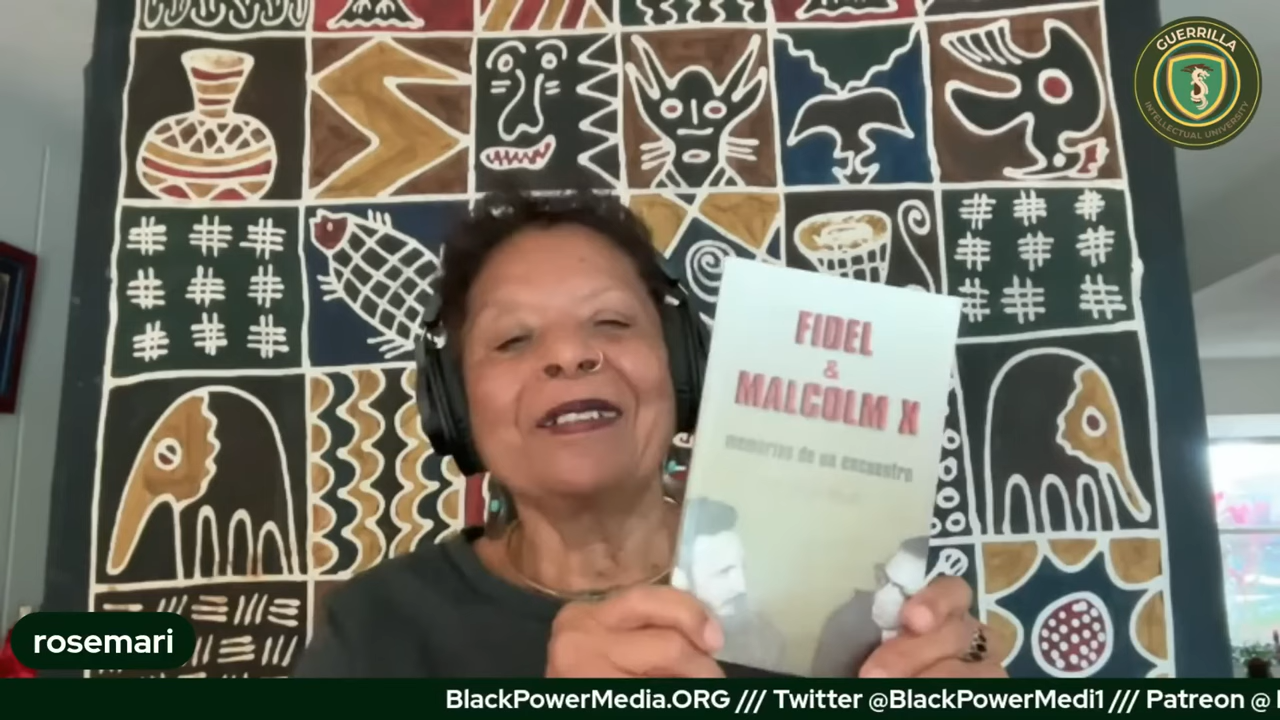 GUERRILLA
INTELLECTUAL UNIVERSITY
FIDEL
&
MALCOLM X
memorias de un encuentro
rosemari
BlackPowerMedia.ORG /// Twitter @BlackPowerMedi1 /// Patreon @